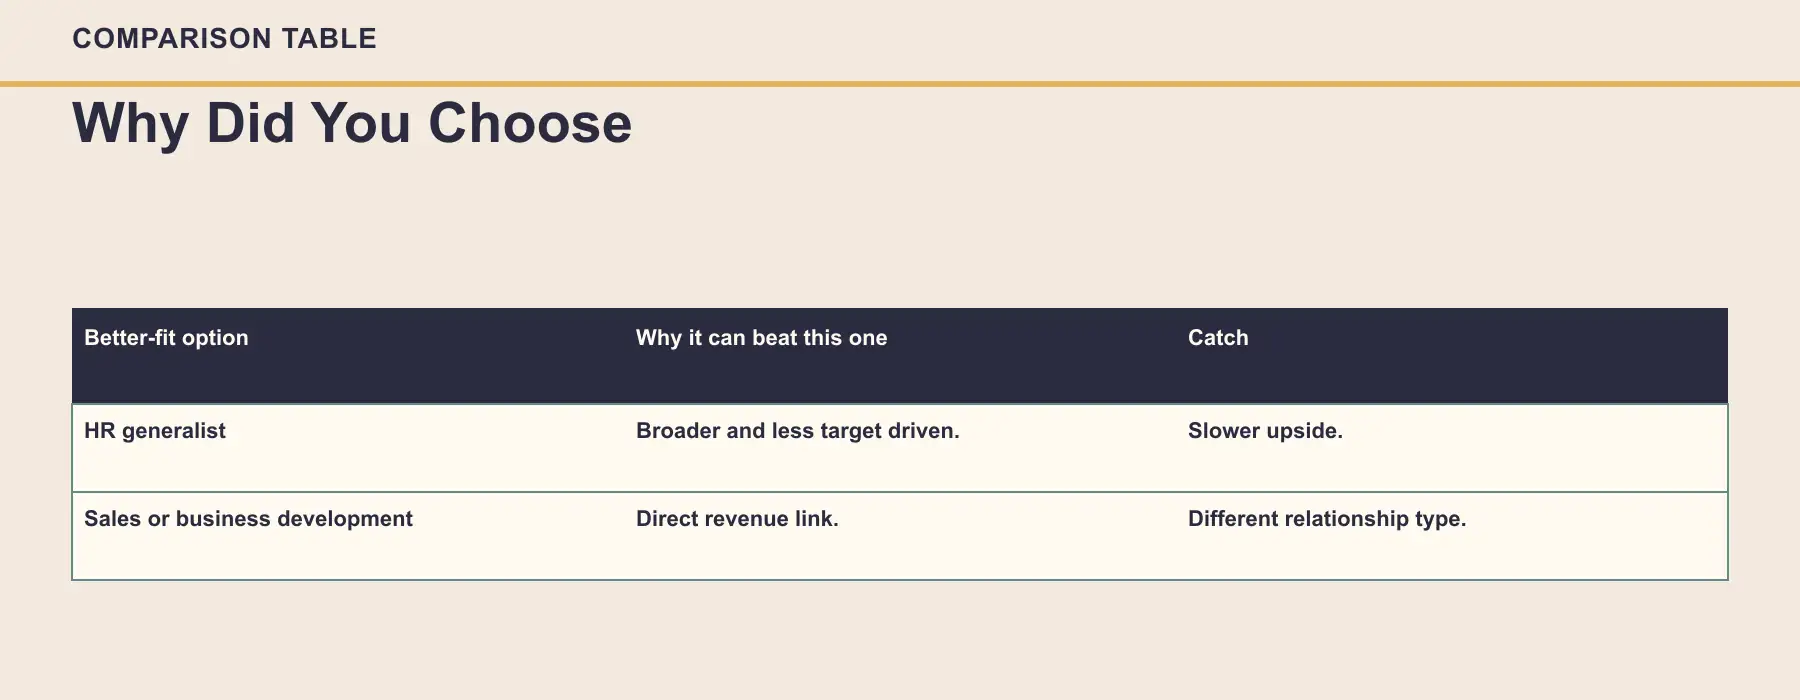 COMPARISON TABLE
Why Did You Choose
Better-fit option Why it can beat this one Catch
HR generalist Broader and less target driven. Slower upside.
Sales or business development Direct revenue link. Different relationship type.